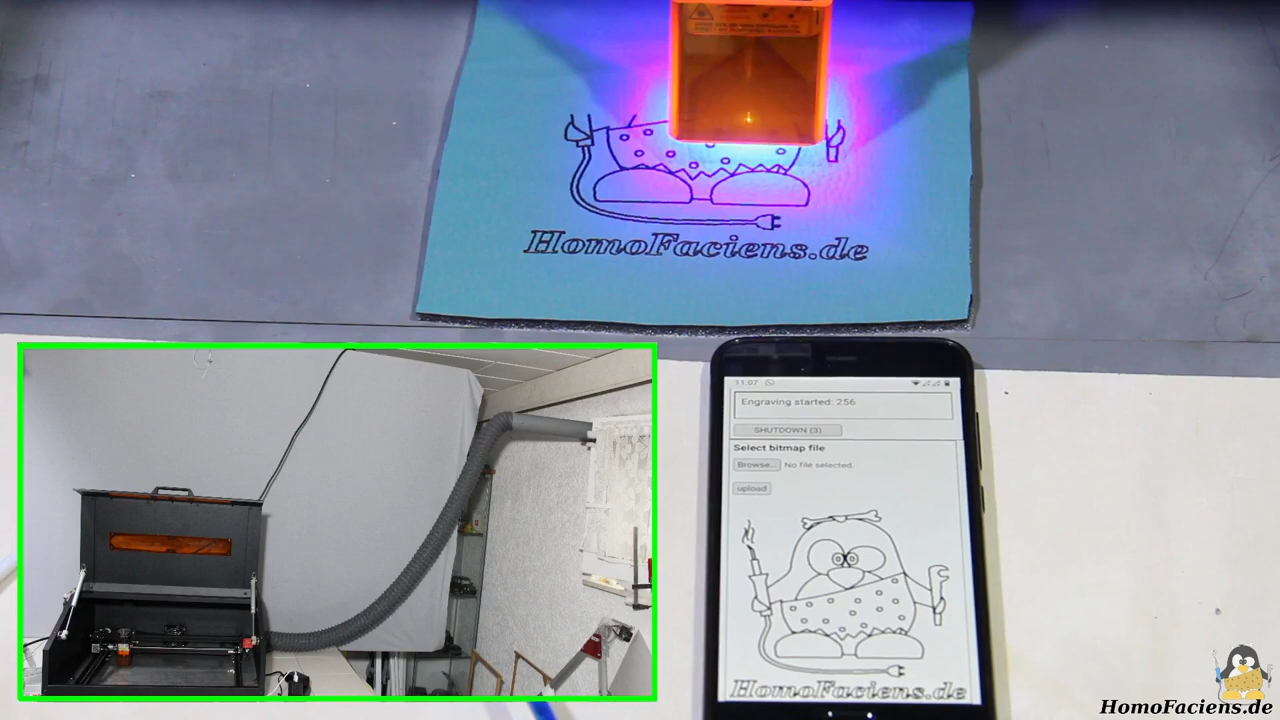 HomoFaciens.de
11:07
Engraving started: 256
SHUTDOWN (3)
Select bitmap file
Browse... No file selected.
upload
HomoFaciens.de
HomoFaciens.de